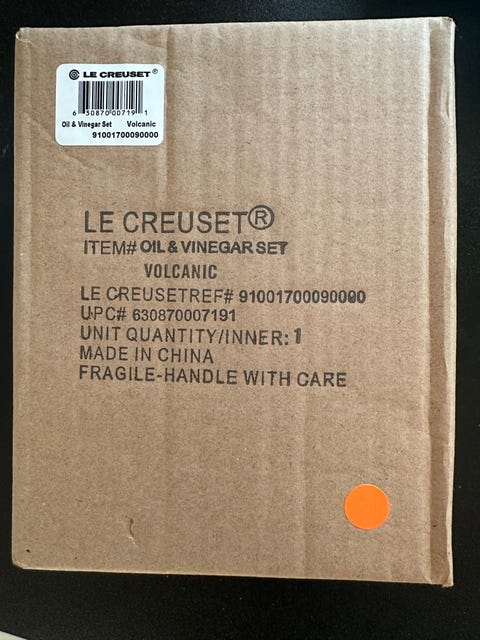 LE CREUSET®
6 30870 00719 1
Oil & Vinegar Set Volcanic
91001700090000
LE CREUSET®
ITEM# OIL & VINEGAR SET
VOLCANIC
LE CREUSETREF# 91001700090000
UPC# 630870007191
UNIT QUANTITY/INNER: 1
MADE IN CHINA
FRAGILE-HANDLE WITH CARE